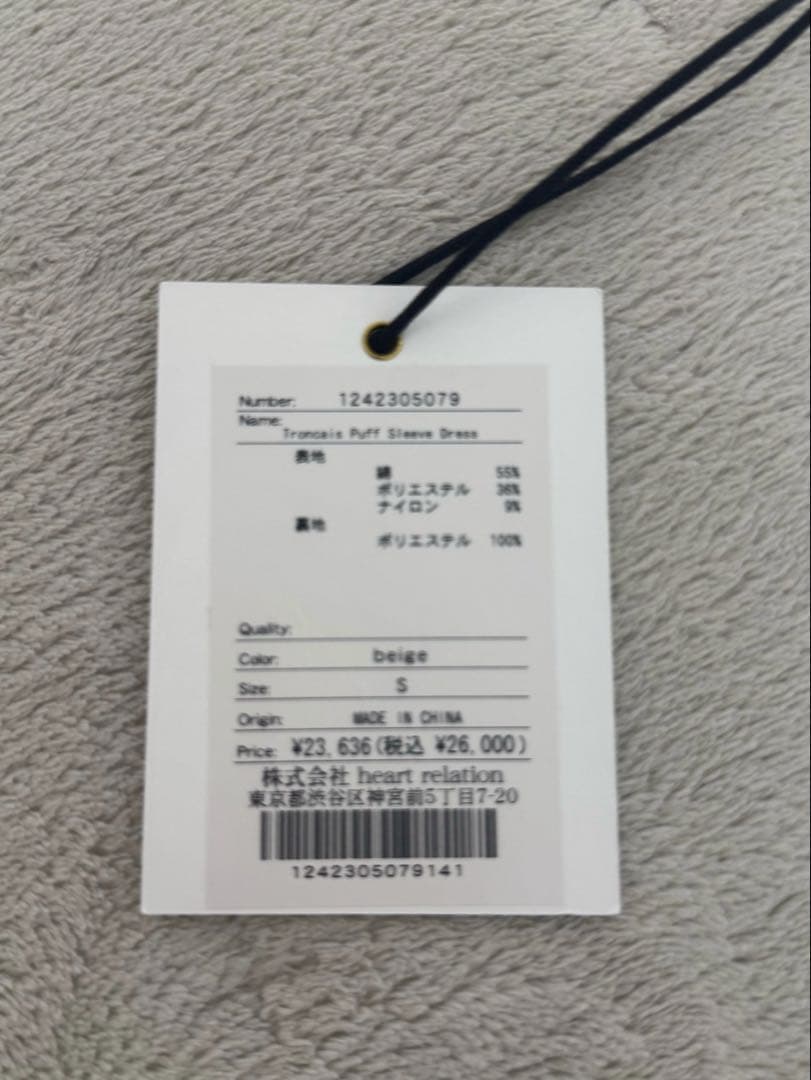 Number: 1242305079
Name:
Troncais Puff Sleeve Dress
表地
綿 55%
ポリエステル 36%
ナイロン 9%
裏地
ポリエステル 100%
Quality:
Color: beige
Size: S
Origin: MADE IN CHINA
Price: ¥23,636(税込 ¥26,000)
株式会社 heart relation
東京都渋谷区神宮前5丁目7-20
1242305079141